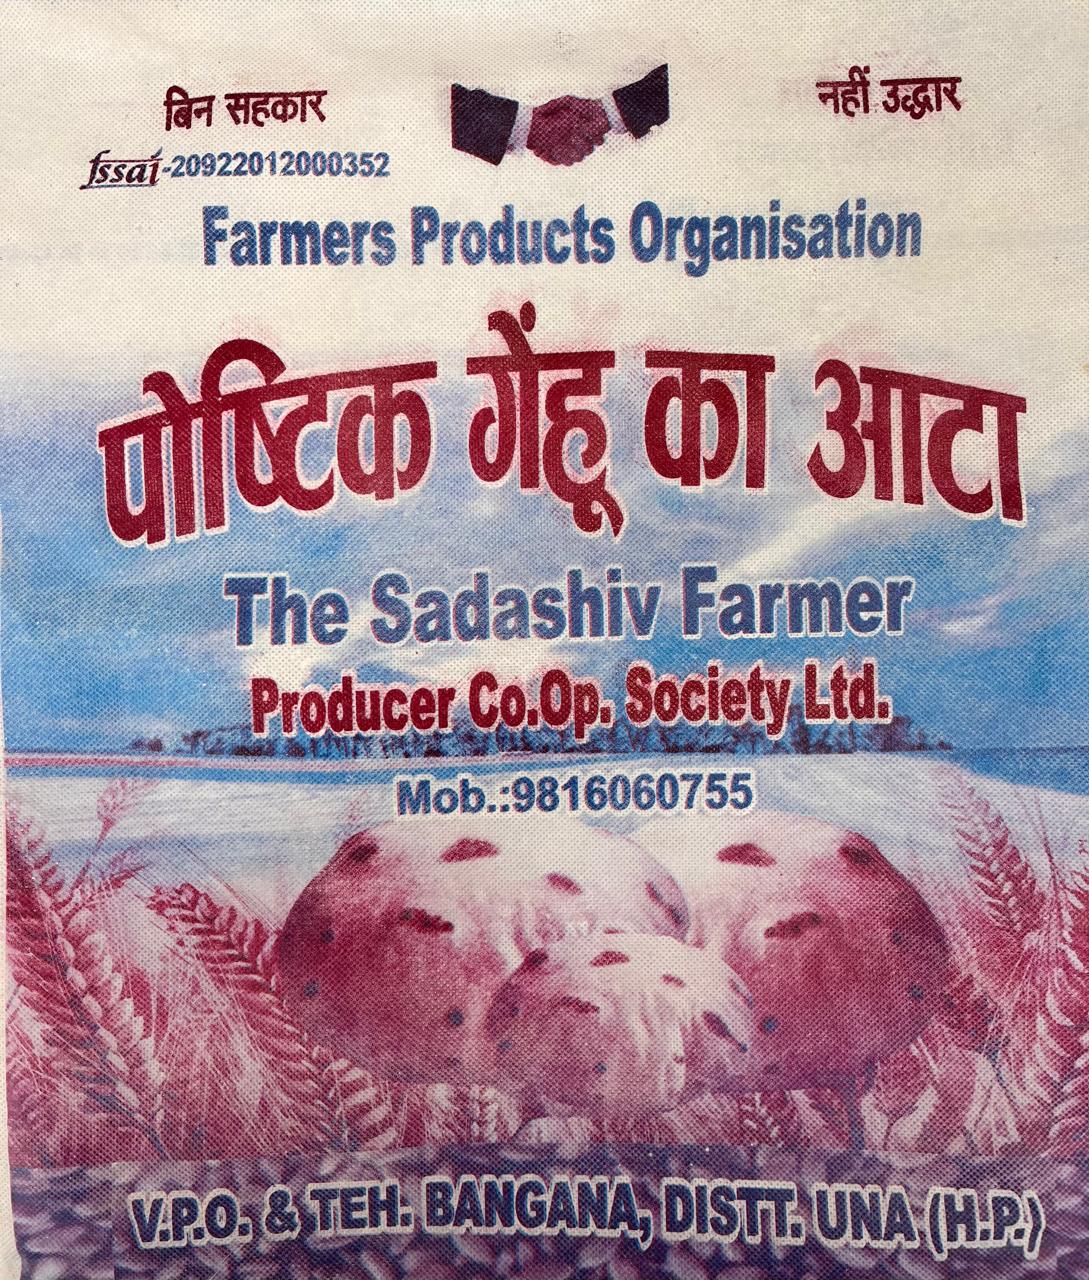 बिन सहकार नहीं उद्धार
fssai-20922012000352
Farmers Products Organisation
पोष्टिक गेंहू का आटा
The Sadashiv Farmer
Producer Co.Op. Society Ltd.
Mob.:9816060755
V.P.O. & TEH. BANGANA, DISTT. UNA (H.P.)